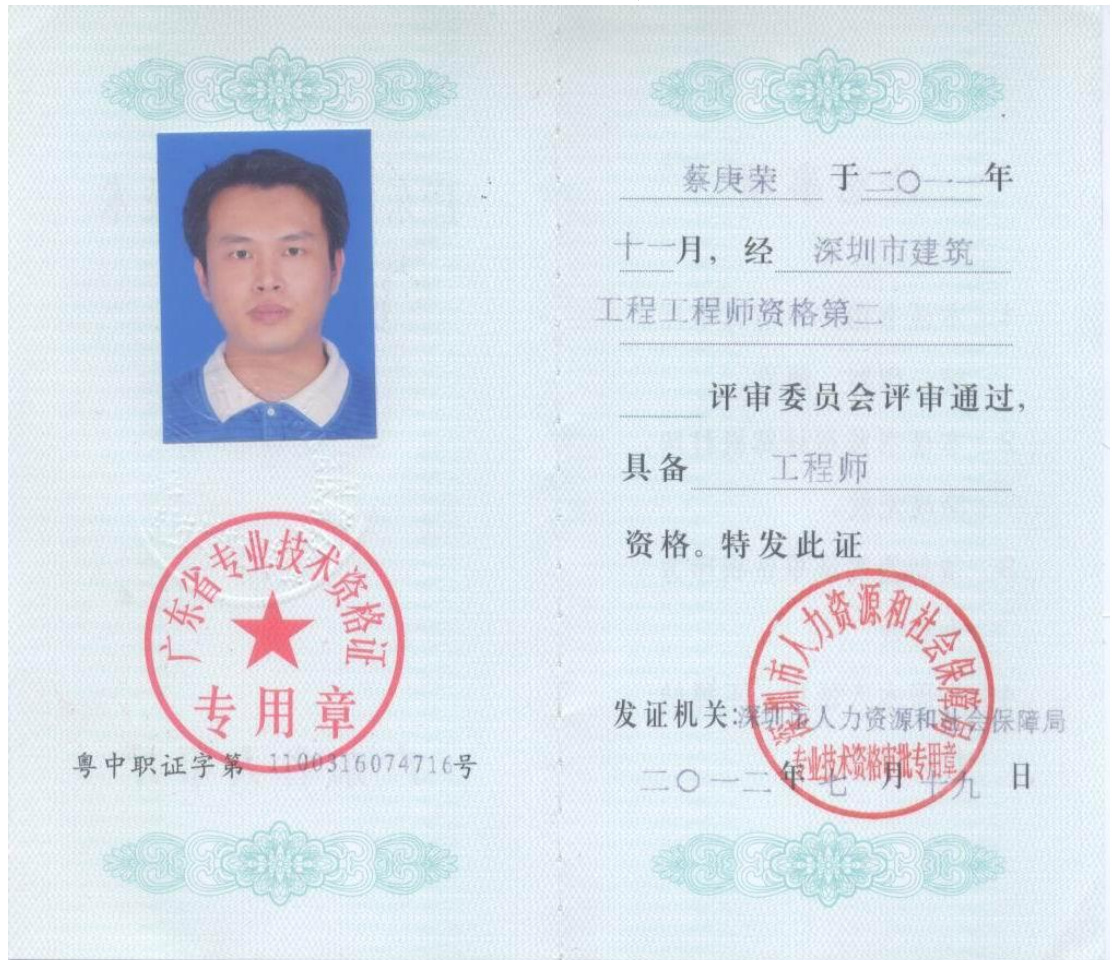 广东省专业技术资格证
专用章
粤中职证字第 1100316074716号
蔡庚荣 于二〇一一年
十一月, 经 深圳市建筑
工程工程师资格第二
评审委员会评审通过,
具备 工程师
资格。特发此证
深圳市人力资源和社会保障局
专业技术资格审批专用章
发证机关:深圳市人力资源和社会保障局
二〇一二年七月十九日